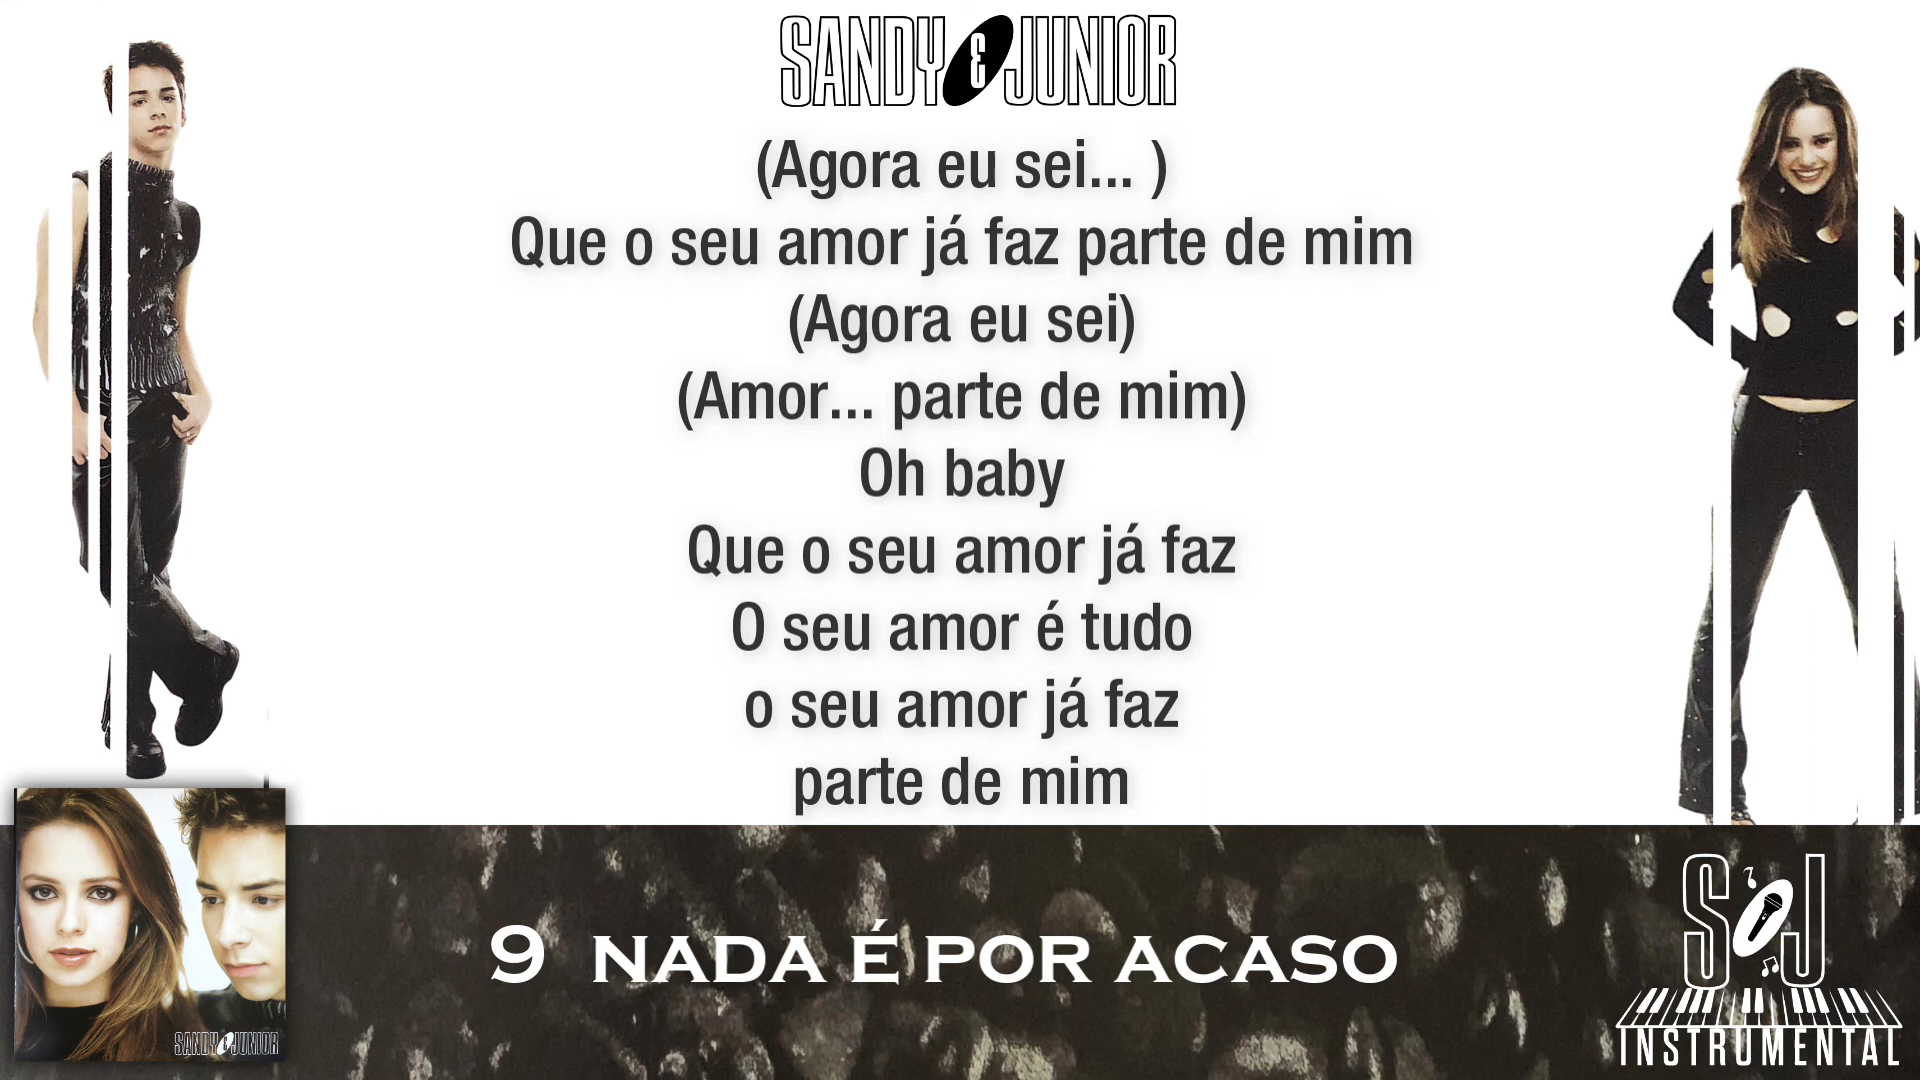 SANDY & JUNIOR
(Agora eu sei... )
Que o seu amor já faz parte de mim
(Agora eu sei)
(Amor... parte de mim)
Oh baby
Que o seu amor já faz
O seu amor é tudo
o seu amor já faz
parte de mim
SANDY & JUNIOR
9 NADA É POR ACASO
S J
INSTRUMENTAL